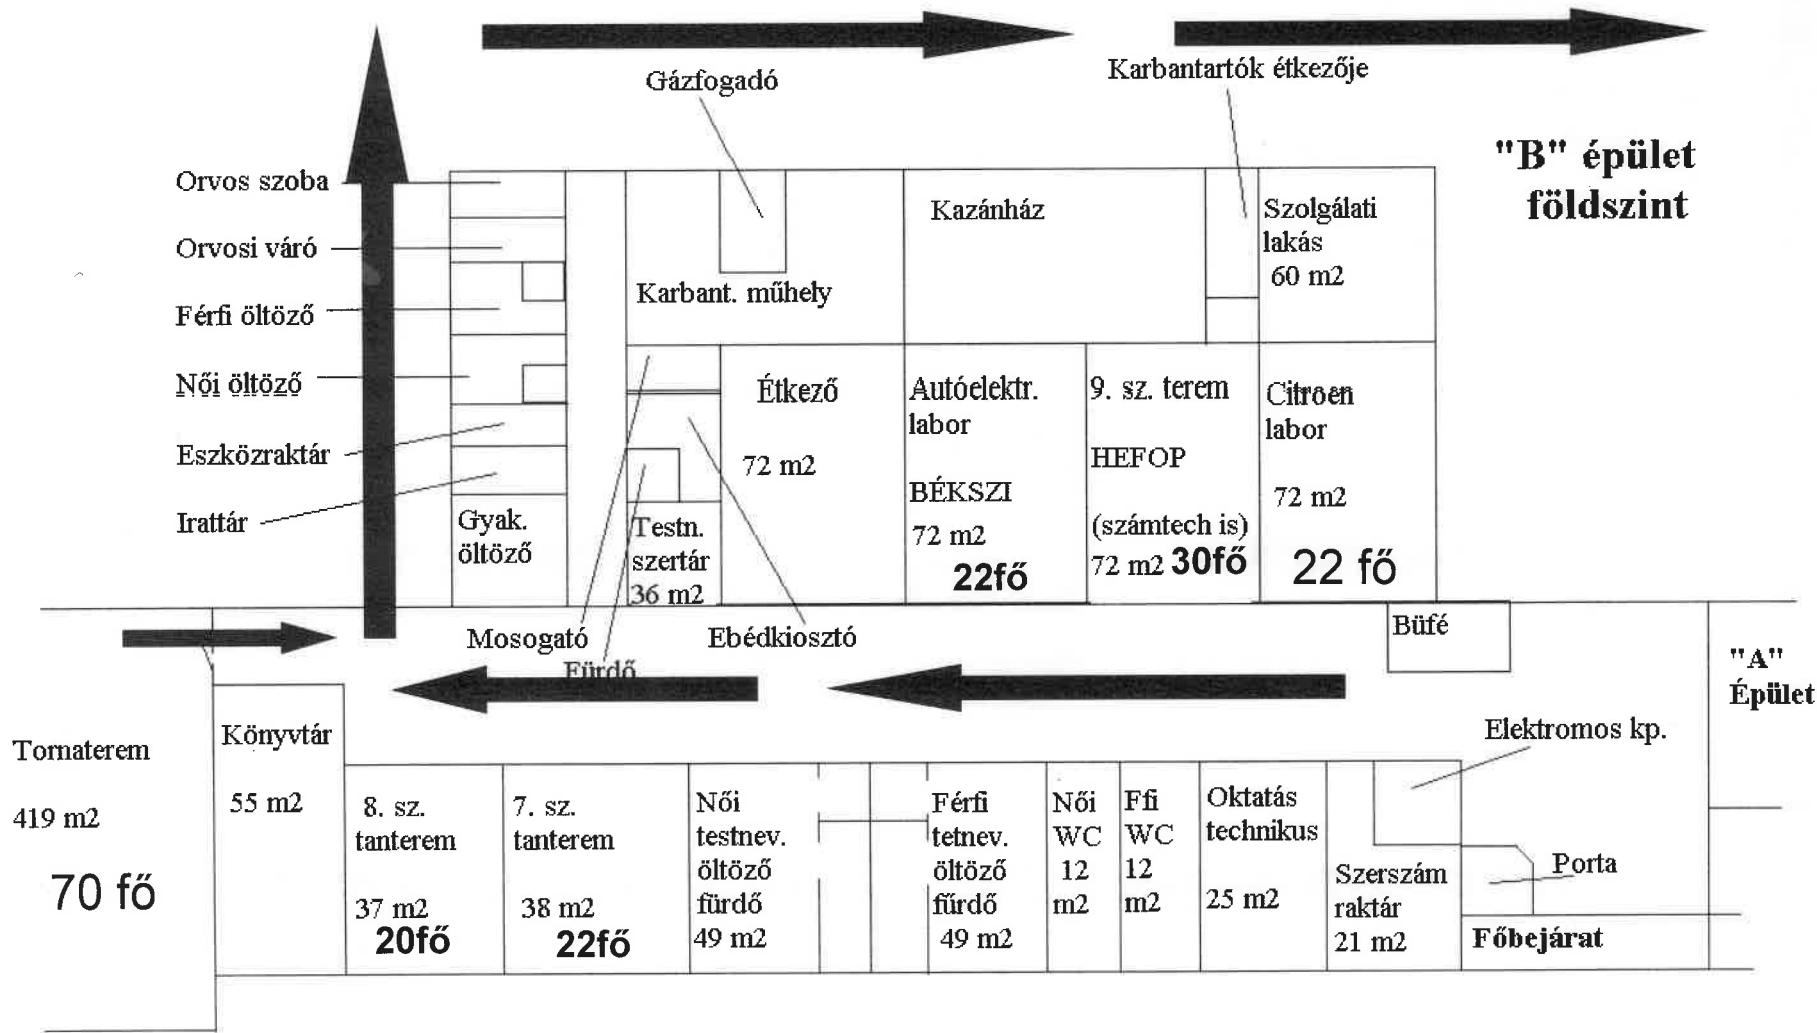 Gázfogadó
Karbantartók étkezője
"B" épület
földszint
Orvos szoba
Orvosi váró
Férfi öltöző
Női öltöző
Eszközraktár
Irattár
Gyak.
öltöző
Karbant. műhely
Kazánház
Szolgálati
lakás
60 m2
Testn.
szertár
36 m2
Étkező
72 m2
Autóelektr.
labor
BÉKSZI
72 m2
22fő
9. sz. terem
HEFOP
(számtech is)
72 m2 30fő
Citroen
labor
72 m2
22 fő
Mosogató
Fürdő
Ebédkiosztó
Büfé
"A"
Épület
Tornaterem
419 m2
70 fő
Könyvtár
55 m2
8. sz.
tanterem
37 m2
20fő
7. sz.
tanterem
38 m2
22fő
Női
testnev.
öltöző
fürdő
49 m2
Férfi
tetnev.
öltöző
fűrdő
49 m2
Női
WC
12
m2
Ffi
WC
12
m2
Oktatás
technikus
25 m2
Szerszám
raktár
21 m2
Elektromos kp.
Porta
Főbejárat